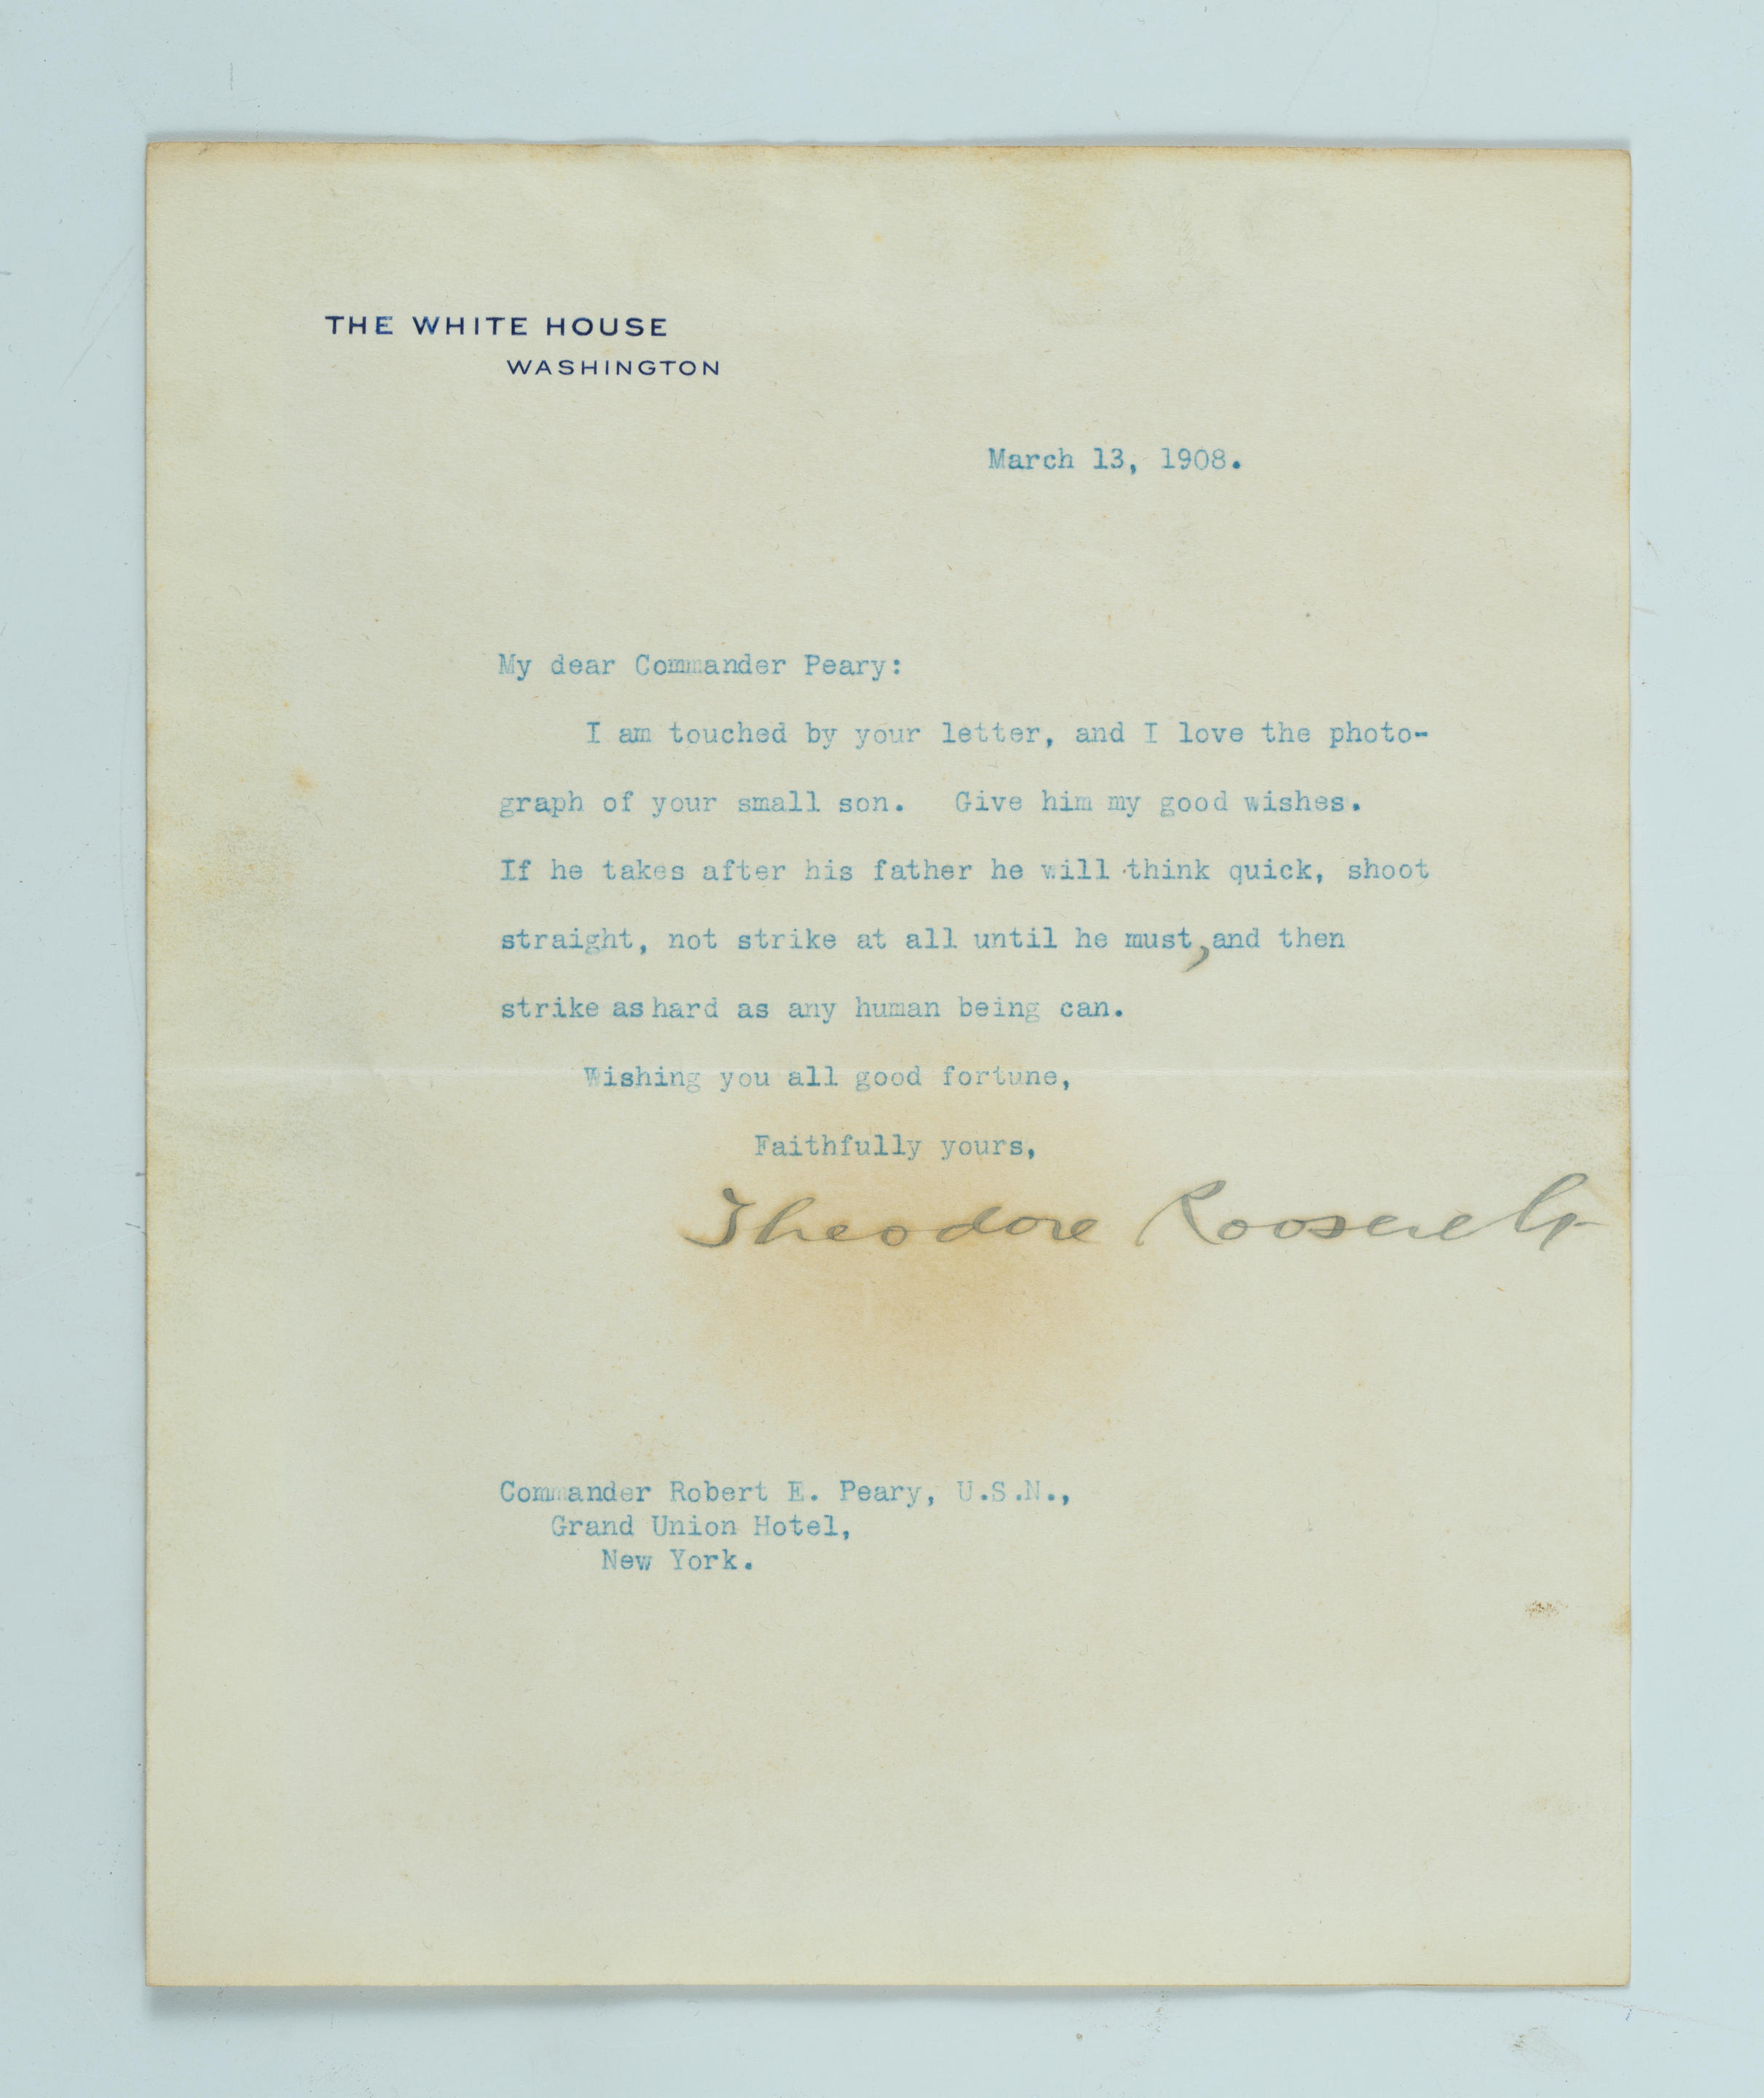 THE WHITE HOUSE
WASHINGTON
March 13, 1908.
My dear Commander Peary:
I am touched by your letter, and I love the photo-
graph of your small son. Give him my good wishes.
If he takes after his father he will think quick, shoot
straight, not strike at all until he must, and then
strike as hard as any human being can.
Wishing you all good fortune,
Faithfully yours,
Theodore Roosevelt
Commander Robert E. Peary, U.S.N.,
Grand Union Hotel,
New York.